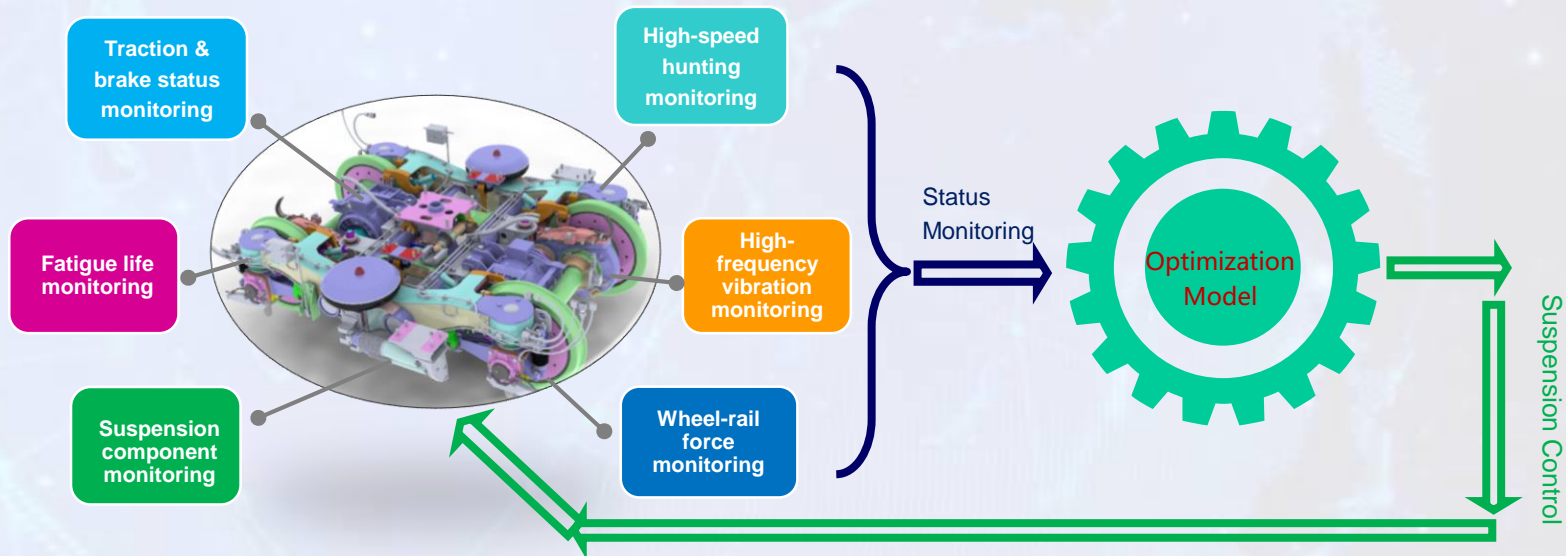 Traction &
brake status
monitoring
High-speed
hunting
monitoring
Fatigue life
monitoring
High-
frequency
vibration
monitoring
Suspension
component
monitoring
Wheel-rail
force
monitoring
Status
Monitoring
Optimization
Model
Suspension Control